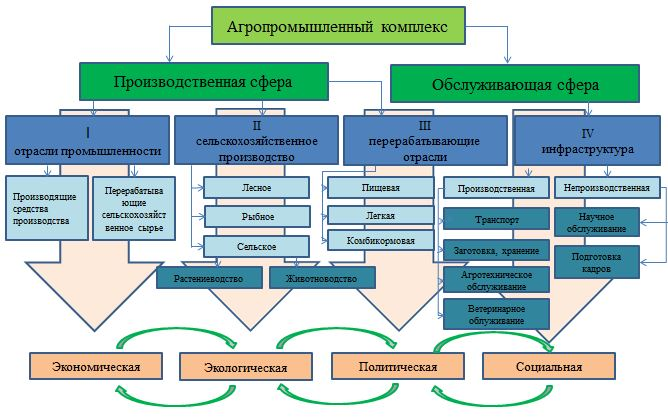 Агропромышленный комплекс
Производственная сфера
Обслуживающая сфера
I
отрасли промышленности
II
сельскохозяйственное
производство
III
перерабатывающие
отрасли
IV
инфраструктура
Производящие
средства
производства
Перерабатыва
ющие
сельскохозяйст
венное сырье
Лесное
Рыбное
Сельское
Растениеводство
Животноводство
Пищевая
Легкая
Комбикормовая
Производственная
Транспорт
Заготовка, хранение
Агротехническое
обслуживание
Ветеринарное
облуживание
Непроизводственная
Научное
обслуживание
Подготовка
кадров
Экономическая
Экологическая
Политическая
Социальная